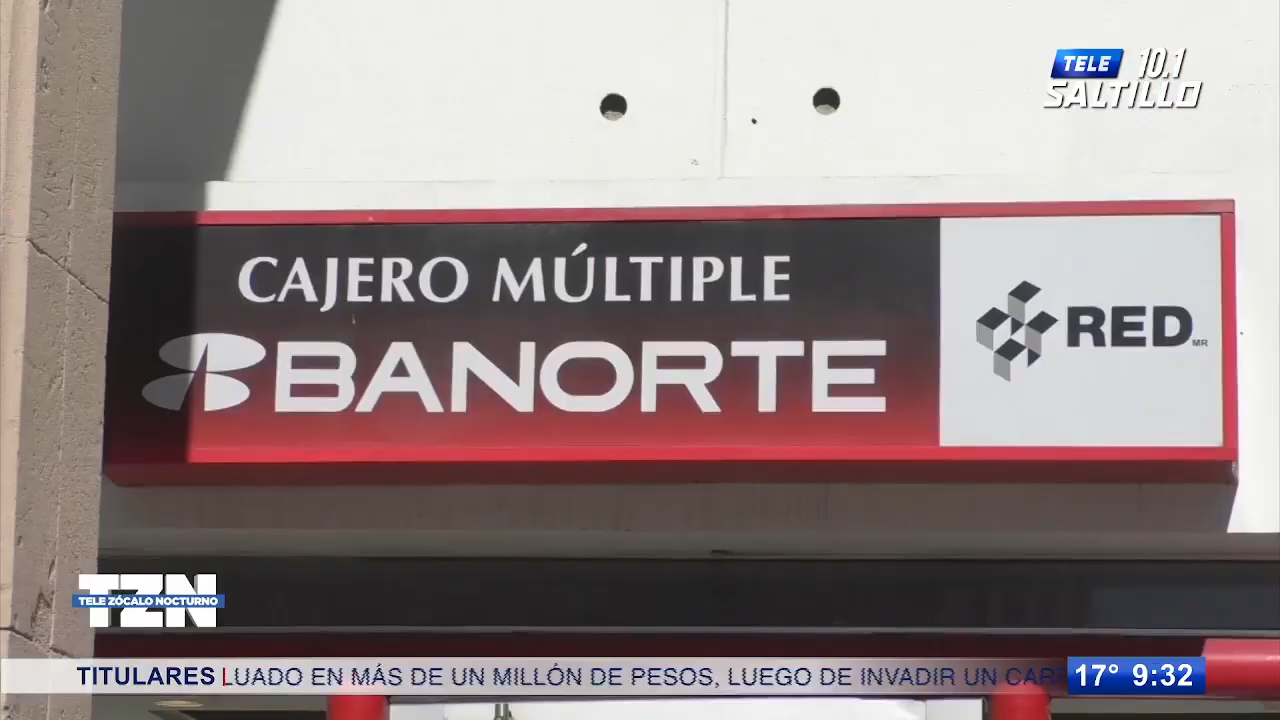 TELE 10.1
SALTILLO
CAJERO MÚLTIPLE
BANORTE
RED MR
TZN
TELE ZÓCALO NOCTURNO
TITULARES LUADO EN MÁS DE UN MILLÓN DE PESOS, LUEGO DE INVADIR UN CAR 17° 9:32